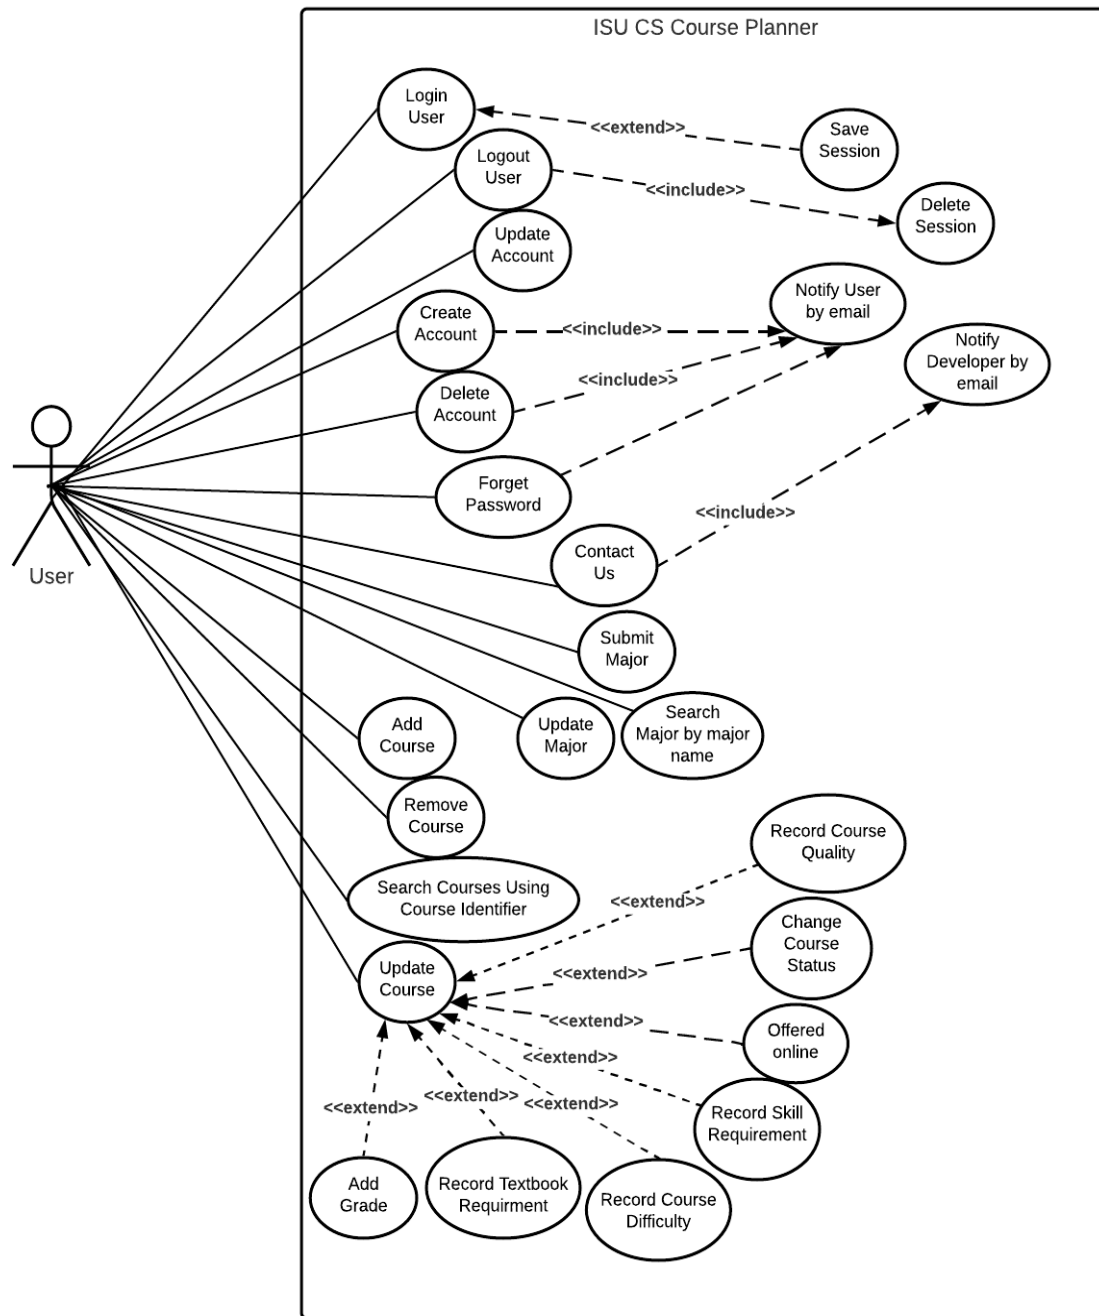 ISU CS Course Planner
Login
User
<<extend>>
Save
Session
Logout
User
<<include>>
Delete
Session
Update
Account
Notify User
by email
Create
Account
<<include>>
Notify
Developer by
email
Delete
Account
<<include>>
Forget
Password
<<include>>
Contact
Us
User
Submit
Major
Search
Major by major
name
Update
Major
Add
Course
Remove
Course
Record Course
Quality
Search Courses Using
Course Identifier
<<extend>>
Change
Course
Status
Update
Course
<<extend>>
<<extend>>
Offered
online
<<extend>>
<<extend>>
<<extend>>
<<extend>>
Record Skill
Requirement
Add
Grade
Record Textbook
Requirment
Record Course
Difficulty